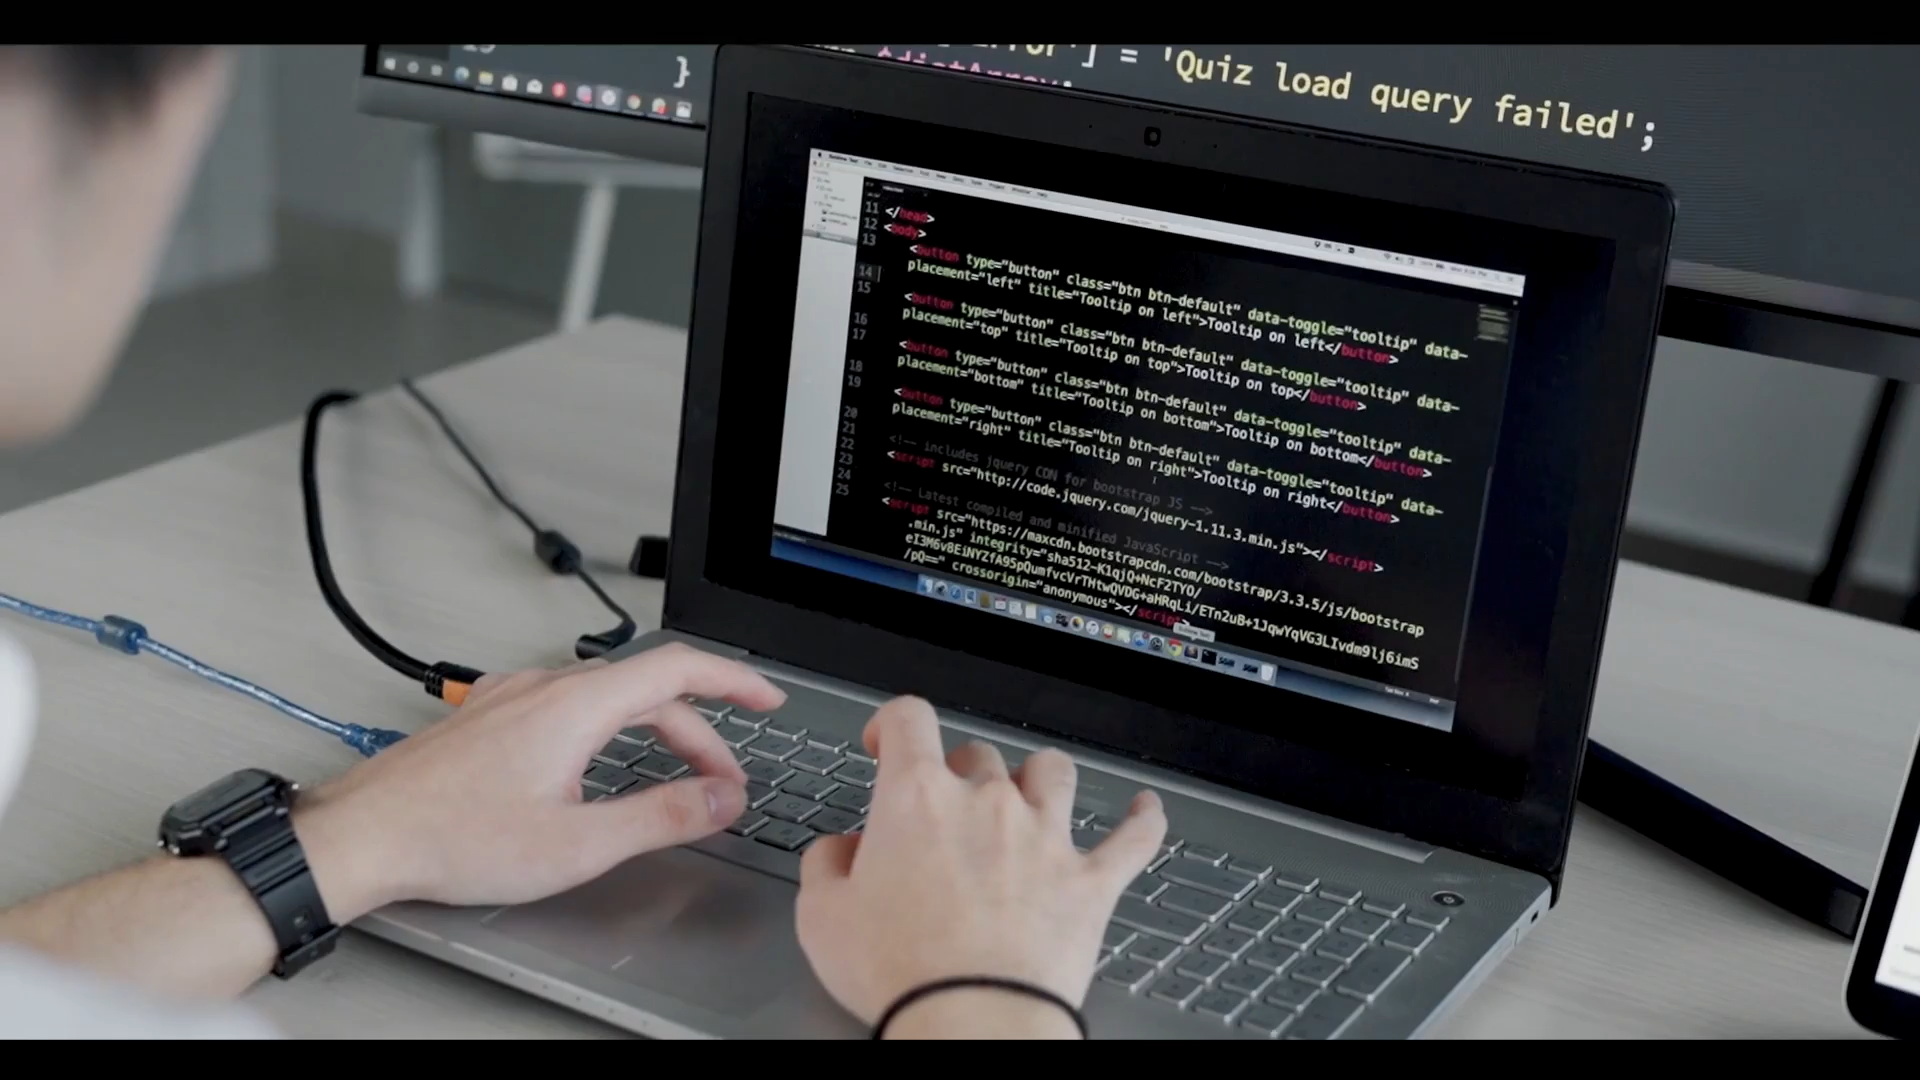 }
'] = 'Quiz load query failed';
$dictArray;
11 </head>
12 <body>
13 <button type="button" class="btn btn-default" data-toggle="tooltip" data-
placement="left" title="Tooltip on left">Tooltip on left</button>
14
15 <button type="button" class="btn btn-default" data-toggle="tooltip" data-
placement="top" title="Tooltip on top">Tooltip on top</button>
16
17 <button type="button" class="btn btn-default" data-toggle="tooltip" data-
placement="bottom" title="Tooltip on bottom">Tooltip on bottom</button>
18
19 <button type="button" class="btn btn-default" data-toggle="tooltip" data-
placement="right" title="Tooltip on right">Tooltip on right</button>
20
21 <!-- includes jquery CDN for bootstrap JS -->
22 <script src="http://code.jquery.com/jquery-1.11.3.min.js"></script>
23
24 <!-- Latest compiled and minified JavaScript -->
25 <script src="https://maxcdn.bootstrapcdn.com/bootstrap/3.3.5/js/bootstrap
.min.js" integrity="sha512-K1qjQ+NcF2TYO/
eI3M6v8EiNYZfA95pQumfvcVrTHtwQVDG+aHRqLi/ETn2uB+1JqwYqVG3LIvdm9lj6imS
/pQ==" crossorigin="anonymous"></script>